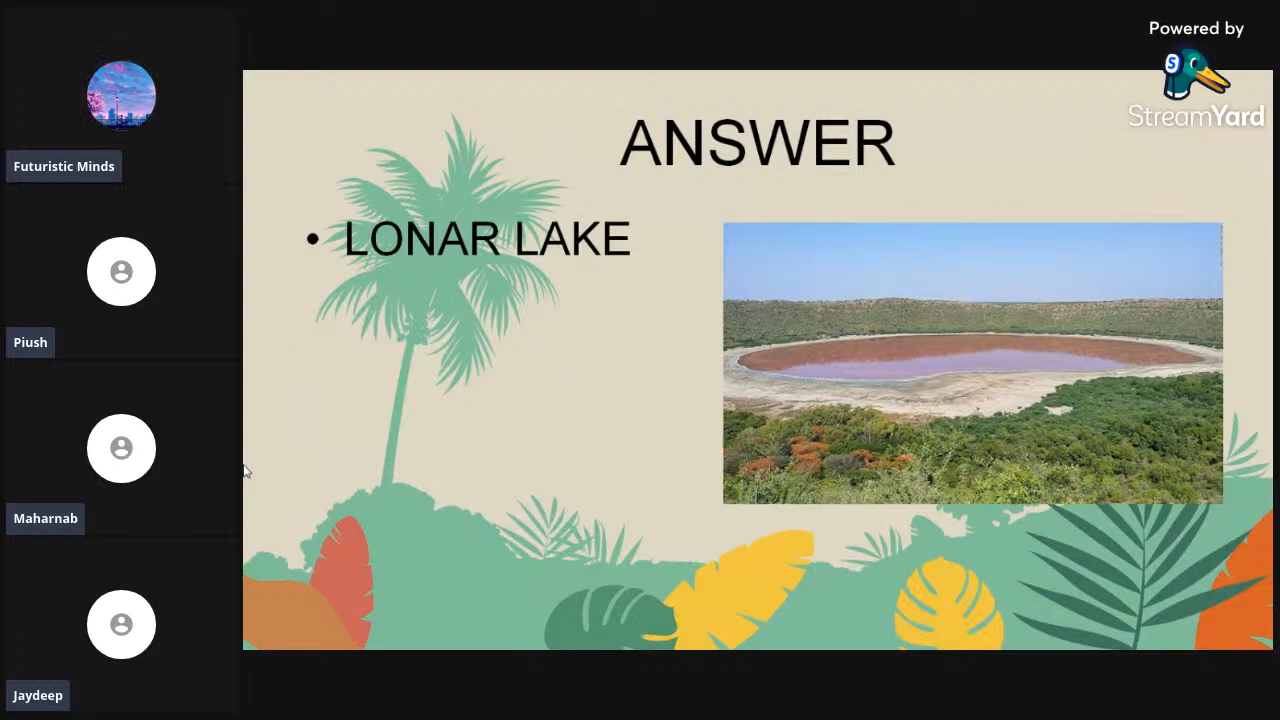 Powered by
S
StreamYard
Futuristic Minds
Piush
Maharnab
Jaydeep
ANSWER
• LONAR LAKE